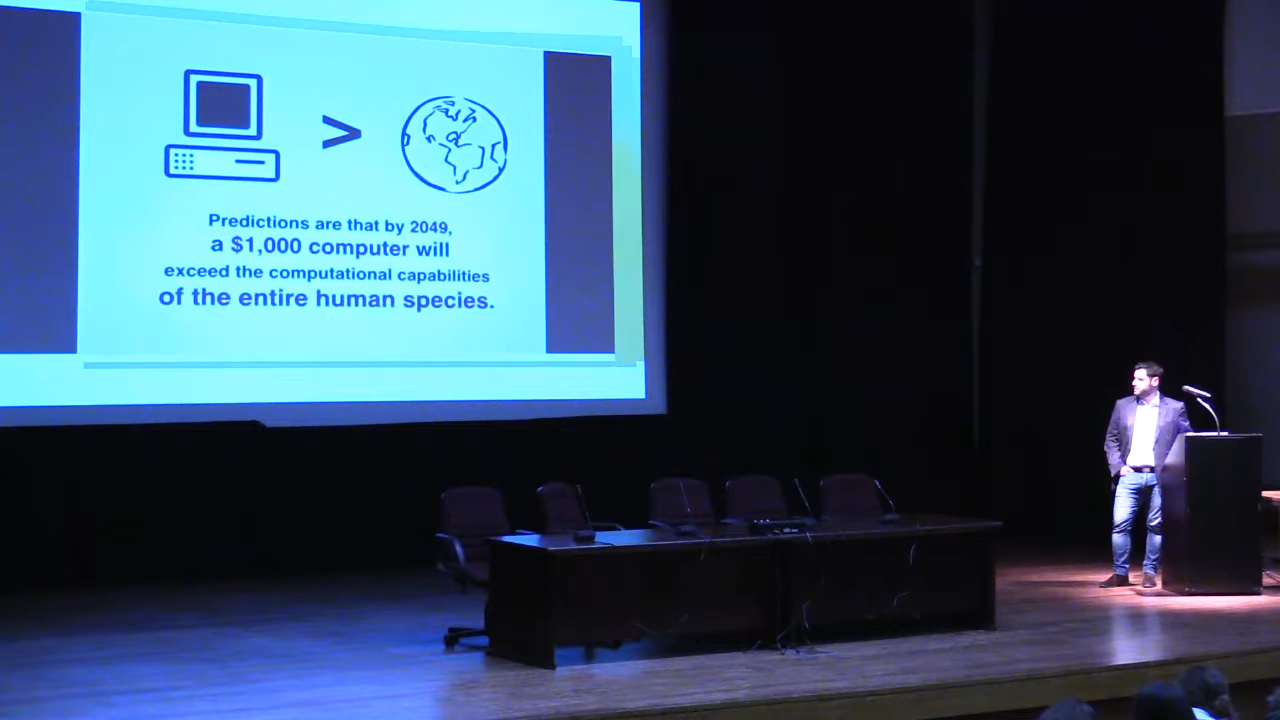 >
Predictions are that by 2049,
a $1,000 computer will
exceed the computational capabilities
of the entire human species.